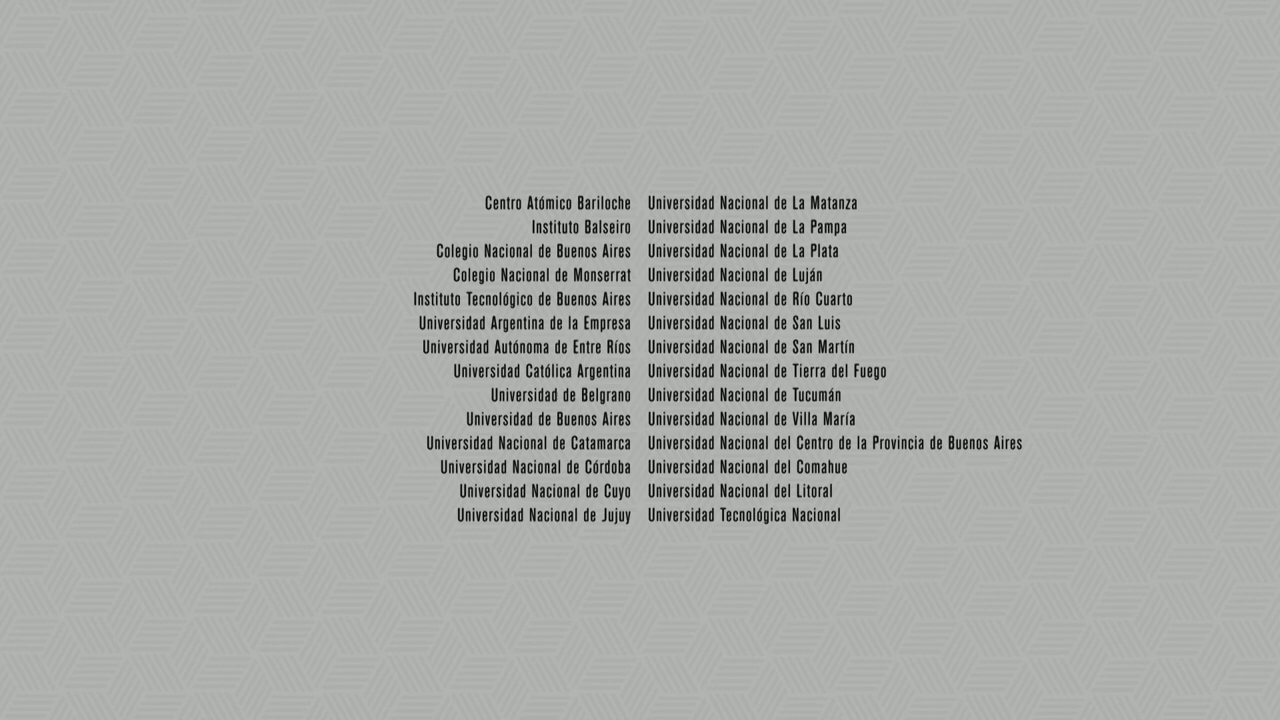 Centro Atómico Bariloche
Instituto Balseiro
Colegio Nacional de Buenos Aires
Colegio Nacional de Monserrat
Instituto Tecnológico de Buenos Aires
Universidad Argentina de la Empresa
Universidad Autónoma de Entre Ríos
Universidad Católica Argentina
Universidad de Belgrano
Universidad de Buenos Aires
Universidad Nacional de Catamarca
Universidad Nacional de Córdoba
Universidad Nacional de Cuyo
Universidad Nacional de Jujuy
Universidad Nacional de La Matanza
Universidad Nacional de La Pampa
Universidad Nacional de La Plata
Universidad Nacional de Luján
Universidad Nacional de Río Cuarto
Universidad Nacional de San Luis
Universidad Nacional de San Martín
Universidad Nacional de Tierra del Fuego
Universidad Nacional de Tucumán
Universidad Nacional de Villa María
Universidad Nacional del Centro de la Provincia de Buenos Aires
Universidad Nacional del Comahue
Universidad Nacional del Litoral
Universidad Tecnológica Nacional